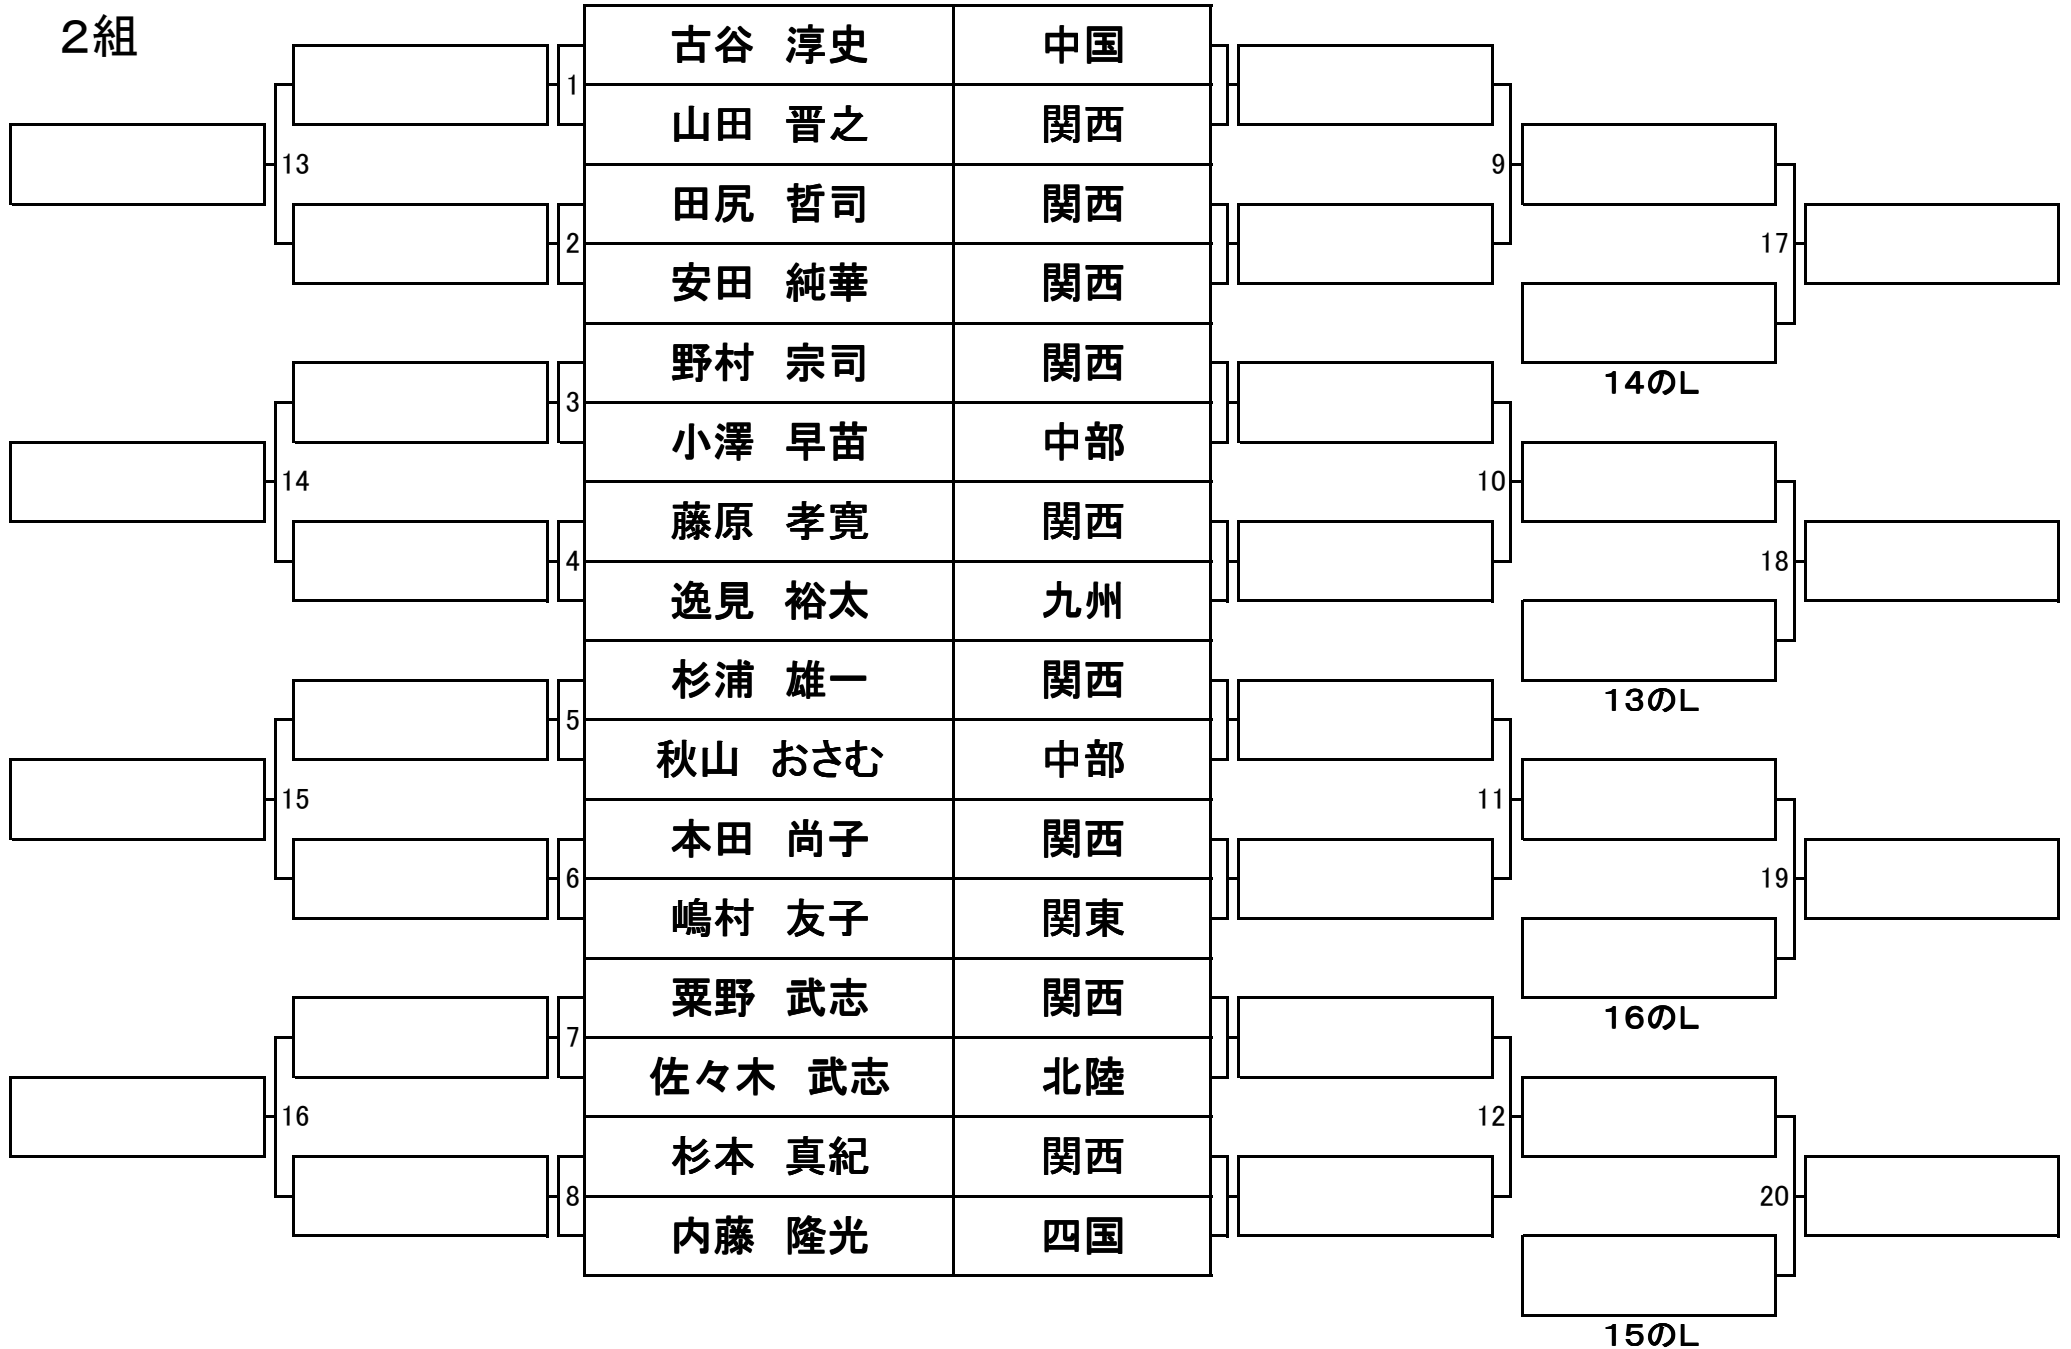 ２組
古谷　淳史　中国
1
山田　晋之　関西
13
9
田尻　哲司　関西
2
17
安田　純華　関西
野村　宗司　関西
14のL
3
小澤　早苗　中部
14
10
藤原　孝寛　関西
4
18
逸見　裕太　九州
杉浦　雄一　関西
13のL
5
秋山　おさむ　中部
15
11
本田　尚子　関西
6
19
嶋村　友子　関東
粟野　武志　関西
16のL
7
佐々木　武志　北陸
16
12
杉本　真紀　関西
8
20
内藤　隆光　四国
15のL